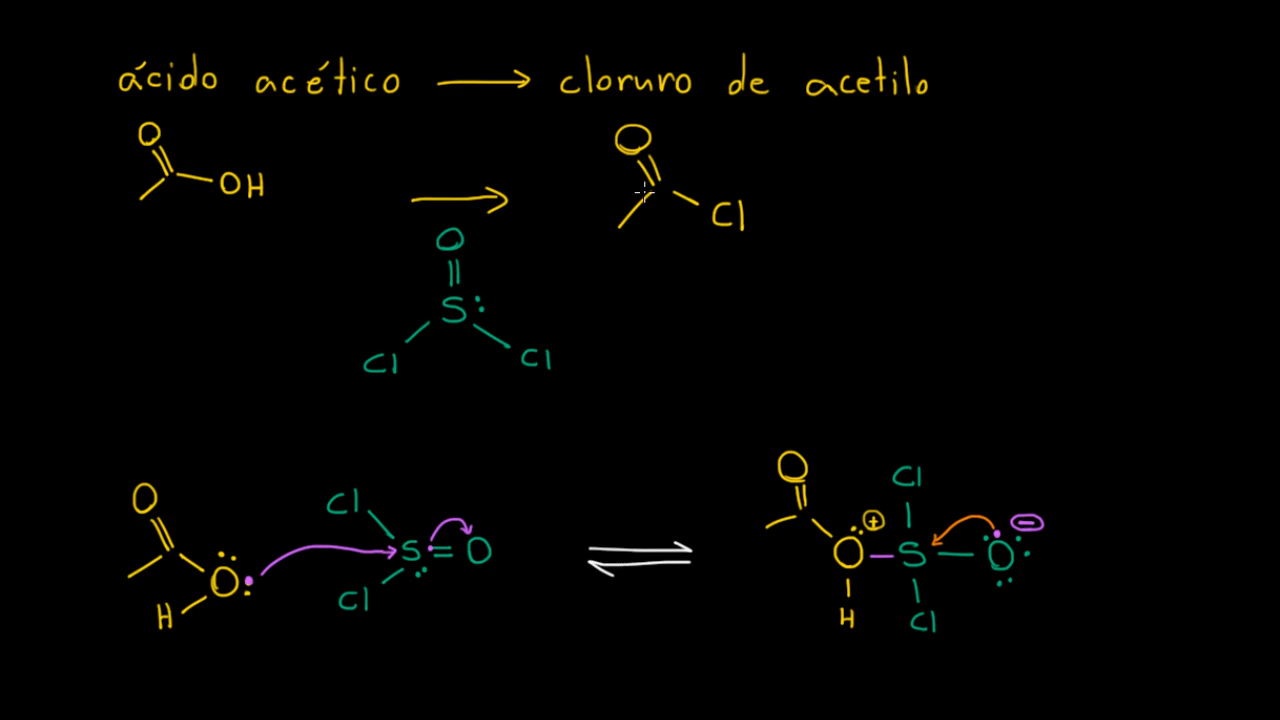 ácido acético → cloruro de acetilo
O
OH
O
Cl
O
S:
Cl
Cl
O
O
H
Cl
S = O
Cl
O
Cl
O ⊕ S O ⊖
H
Cl